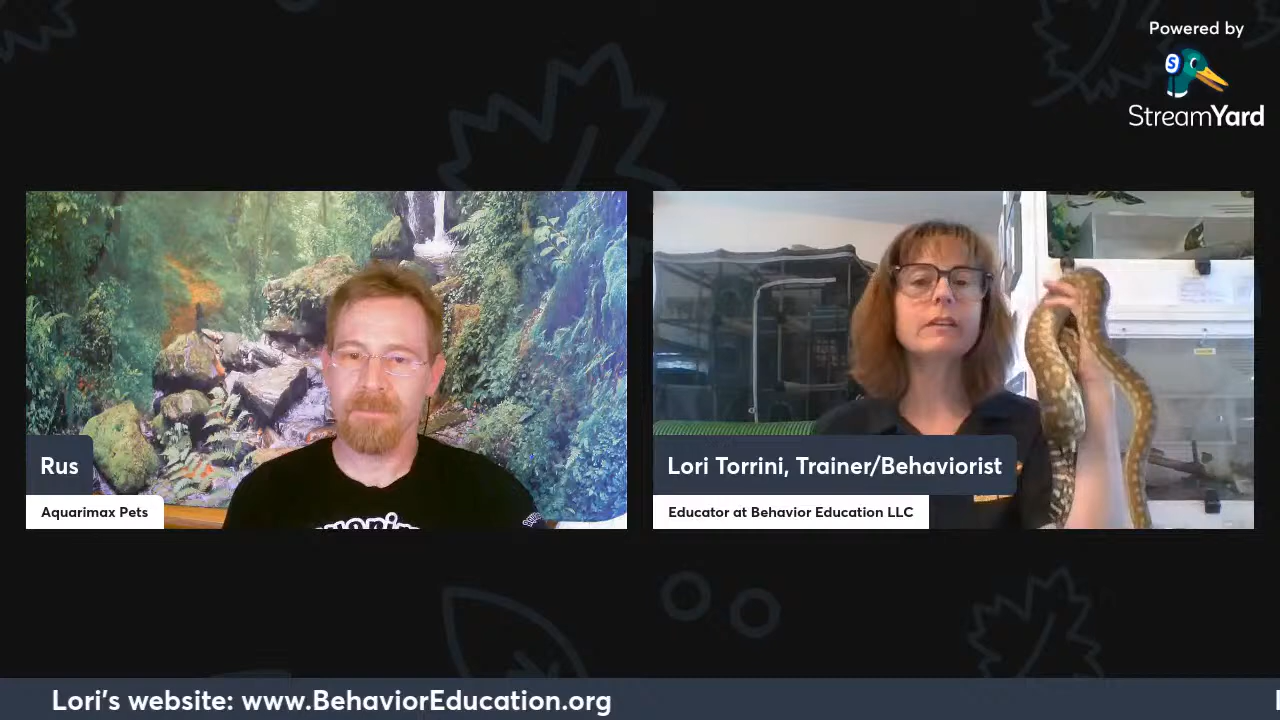 Powered by
StreamYard
Rus
Aquarimax Pets
Lori Torrini, Trainer/Behaviorist
Educator at Behavior Education LLC
Lori's website: www.BehaviorEducation.org